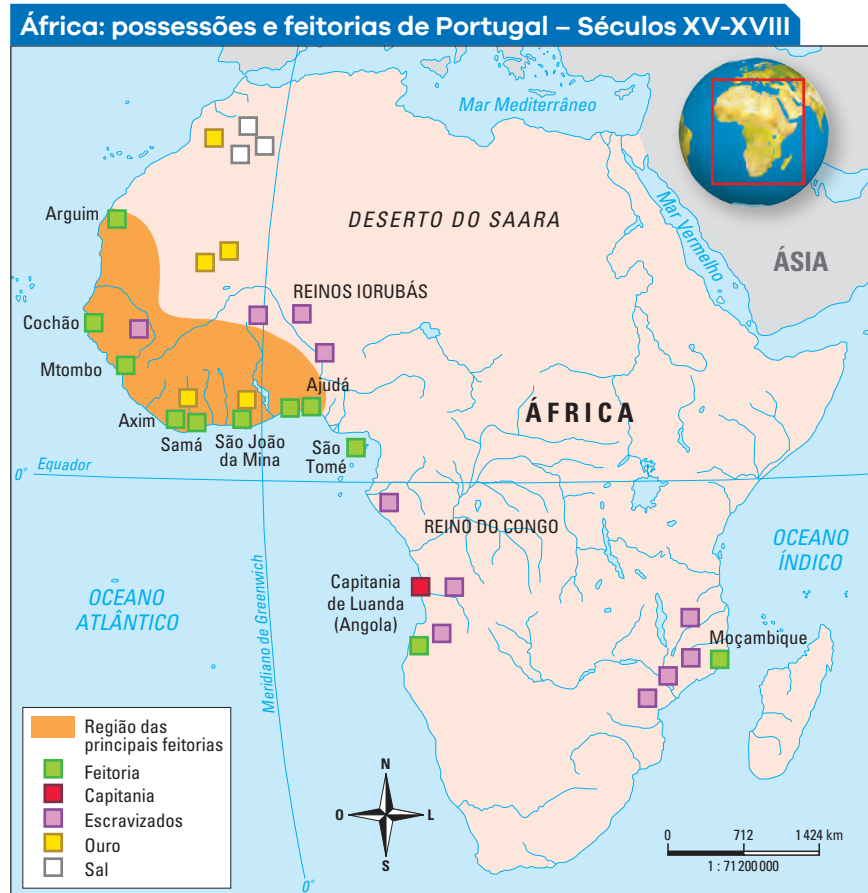 África: possessões e feitorias de Portugal – Séculos XV-XVIII
Mar Mediterrâneo
Arguim
DESERTO DO SAARA
Mar Vermelho
ÁSIA
REINOS IORUBÁS
Cochão
Mtombo
Ajudá
Axim
Samá
São João
da Mina
São
Tomé
ÁFRICA
0°
Equador
REINO DO CONGO
OCEANO
ÍNDICO
OCEANO
ATLÂNTICO
Meridiano de Greenwich
Capitania
de Luanda
(Angola)
Moçambique
Região das
principais feitorias
Feitoria
Capitania
Escravizados
Ouro
Sal
N
O
L
S
0 712 1 424 km
1 : 71 200 000
0°